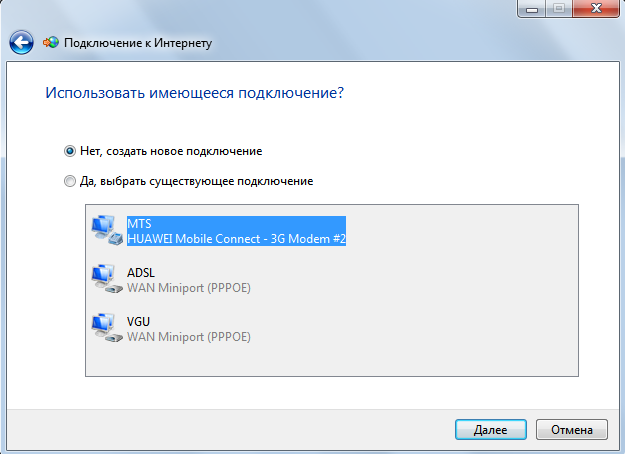 Подключение к Интернету
Использовать имеющееся подключение?
Нет, создать новое подключение
Да, выбрать существующее подключение
MTS
HUAWEI Mobile Connect - 3G Modem #2
ADSL
WAN Miniport (PPPOE)
VGU
WAN Miniport (PPPOE)
Далее
Отмена